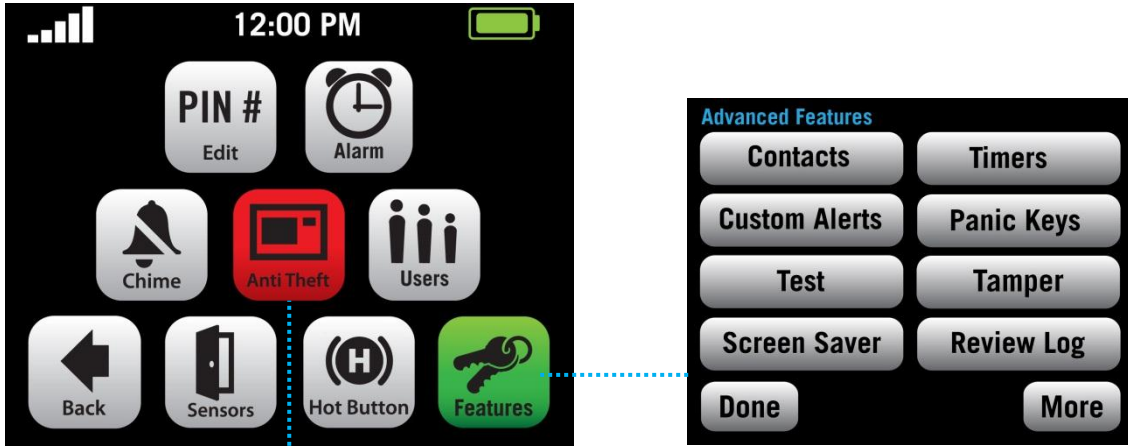 12:00 PM
PIN #
Edit
Alarm
Chime
Anti Theft
Users
Back
Sensors
H
Hot Button
Features
Advanced Features
Contacts
Timers
Custom Alerts
Panic Keys
Test
Tamper
Screen Saver
Review Log
Done
More